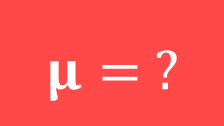 μ = ?